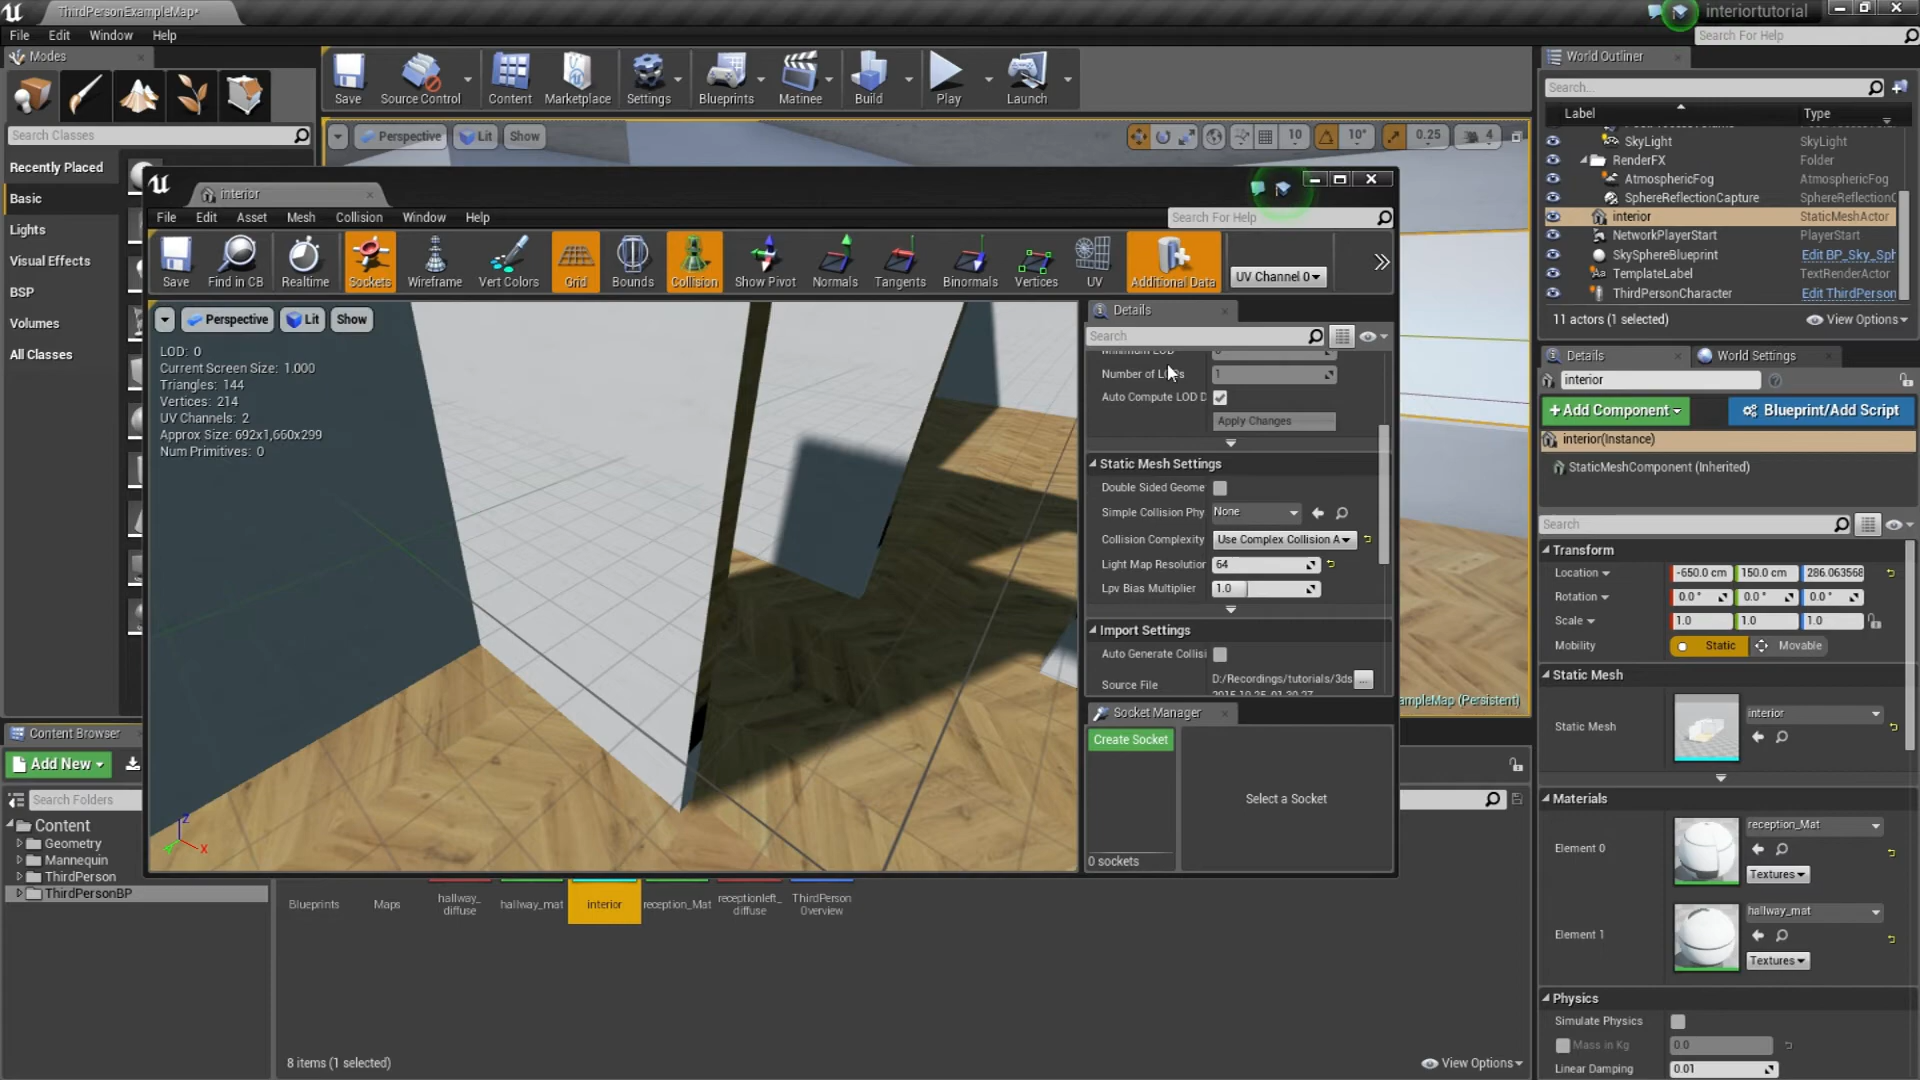 ThirdPersonExampleMap*
interiortutorial
File Edit Window Help
Search For Help
Modes
Search Classes
Recently Placed
Basic
Lights
Visual Effects
BSP
Volumes
All Classes
Save Source Control Content Marketplace Settings Blueprints Matinee Build Play Launch
Perspective Lit Show
10 10° 0.25 4
World Outliner
Search...
Label Type
SkyLight SkyLight
RenderFX Folder
AtmosphericFog AtmosphericFog
SphereReflectionCapture SphereReflectionC
interior StaticMeshActor
NetworkPlayerStart PlayerStart
SkySphereBlueprint Edit BP_Sky_Sph
TemplateLabel TextRenderActor
ThirdPersonCharacter Edit ThirdPerson
11 actors (1 selected) View Options
interior
File Edit Asset Mesh Collision Window Help
Search For Help
Save Find in CB Realtime Sockets Wireframe Vert Colors Grid Bounds Collision Show Pivot Normals Tangents Binormals Vertices UV Additional Data UV Channel 0
Perspective Lit Show
LOD: 0
Current Screen Size: 1.000
Triangles: 144
Vertices: 214
UV Channels: 2
Approx Size: 692x1,660x299
Num Primitives: 0
Z
X
Details
Search
Minimum LOD
Number of LODs 1
Auto Compute LOD D
Apply Changes
Static Mesh Settings
Double Sided Geome
Simple Collision Phy None
Collision Complexity Use Complex Collision A
Light Map Resolution 64
Lpv Bias Multiplier 1.0
Import Settings
Auto Generate Collisi
Source File D:/Recordings/tutorials/3ds ...
Socket Manager
Create Socket
Select a Socket
0 sockets
ampleMap (Persistent)
Details World Settings
interior
+Add Component Blueprint/Add Script
interior(Instance)
StaticMeshComponent (Inherited)
Search
Transform
Location -650.0 cm 150.0 cm 286.063568
Rotation 0.0 ° 0.0 ° 0.0 °
Scale 1.0 1.0 1.0
Mobility Static Movable
Static Mesh
Static Mesh interior
Materials
Element 0 reception_Mat
Textures
Element 1 hallway_mat
Textures
Physics
Simulate Physics
Mass in Kg 0.0
Linear Damping 0.01
Content Browser
Add New
Search Folders
Content
Geometry
Mannequin
ThirdPerson
ThirdPersonBP
Blueprints Maps hallway_ diffuse hallway_mat interior reception_Mat receptionleft_ diffuse ThirdPerson Overview
8 items (1 selected) View Options